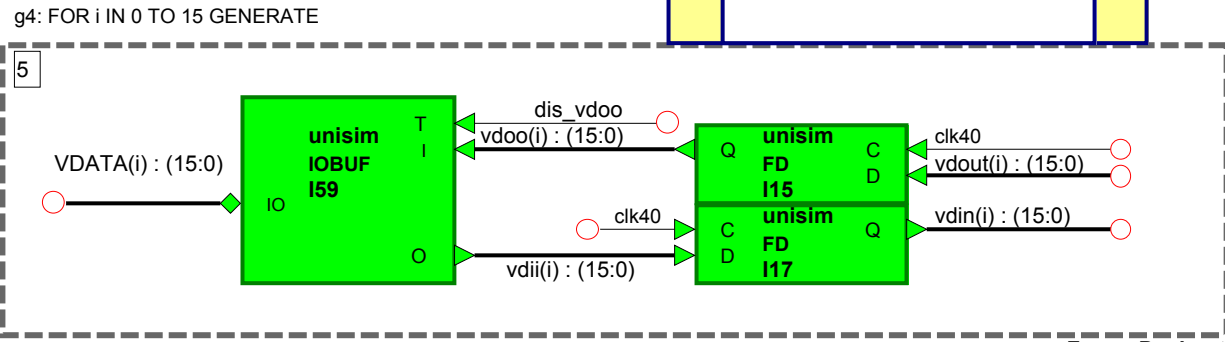 g4: FOR i IN 0 TO 15 GENERATE
5
VDATA(i) : (15:0)
unisim
IOBUF
I59
T
I
IO
O
dis_vdoo
vdoo(i) : (15:0)
clk40
vdii(i) : (15:0)
unisim
FD
I15
Q
C
D
clk40
vdout(i) : (15:0)
unisim
FD
I17
C
D
Q
vdin(i) : (15:0)